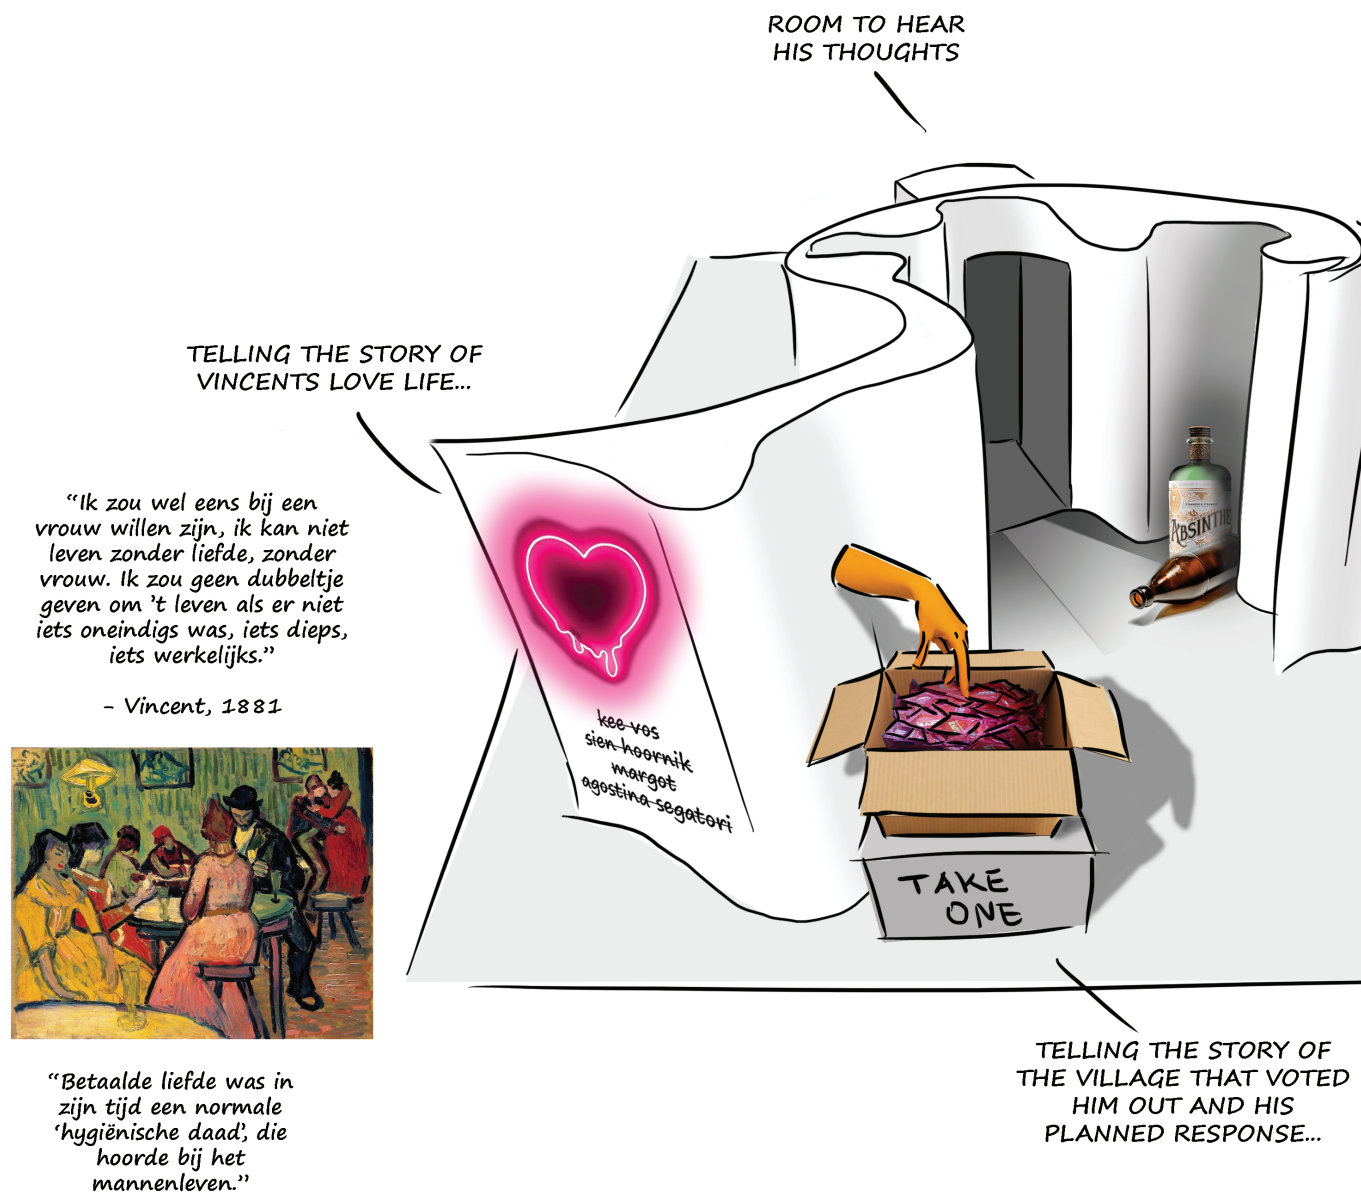 ROOM TO HEAR
HIS THOUGHTS
TELLING THE STORY OF
VINCENTS LOVE LIFE...
“Ik zou wel eens bij een
vrouw willen zijn, ik kan niet
leven zonder liefde, zonder
vrouw. Ik zou geen dubbeltje
geven om ’t leven als er niet
iets oneindigs was, iets dieps,
iets werkelijks.”
– Vincent, 1881
ABSINTHE
kee vos
sien hoornik
margot
agostina segatori
TAKE
ONE
TELLING THE STORY OF
THE VILLAGE THAT VOTED
HIM OUT AND HIS
PLANNED RESPONSE...
“Betaalde liefde was in
zijn tijd een normale
‘hygiënische daad’, die
hoorde bij het
mannenleven.”